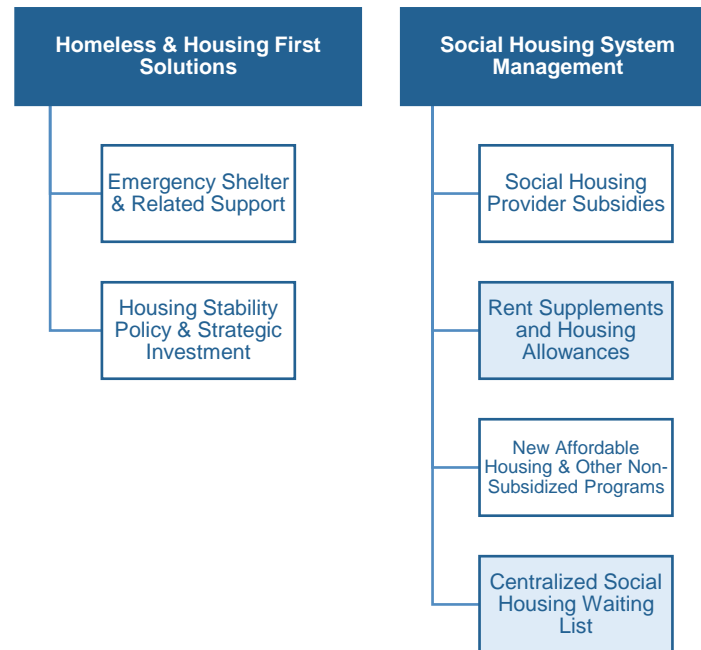 Homeless & Housing First
Solutions
Emergency Shelter
& Related Support
Housing Stability
Policy & Strategic
Investment
Social Housing System
Management
Social Housing
Provider Subsidies
Rent Supplements
and Housing
Allowances
New Affordable
Housing & Other Non-
Subsidized Programs
Centralized Social
Housing Waiting
List